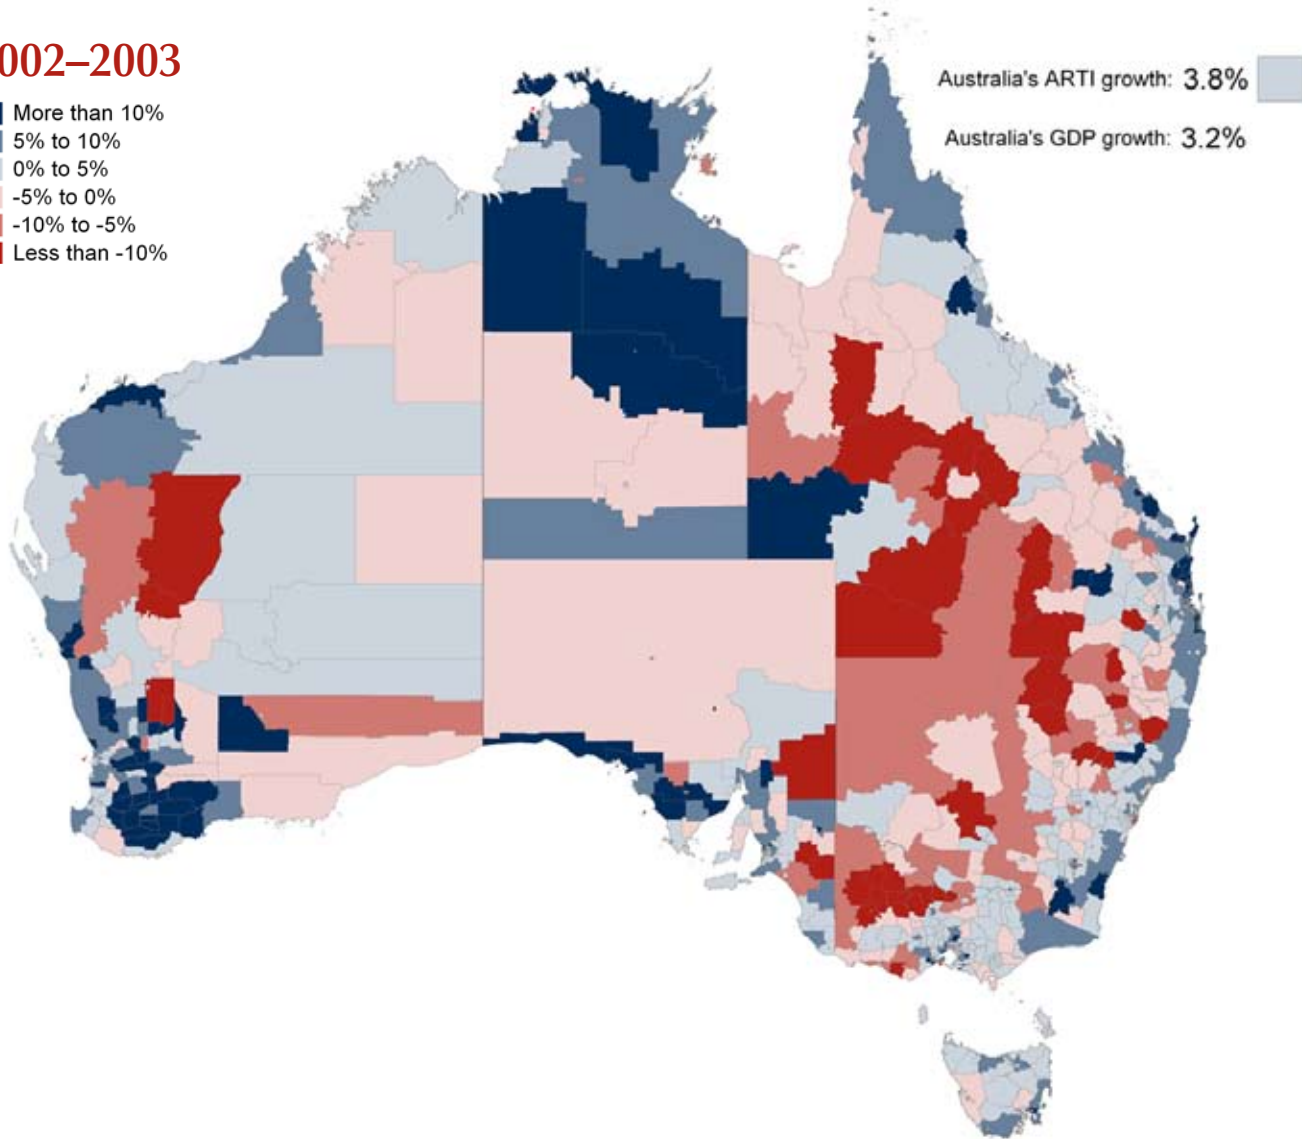 002–2003
More than 10%
5% to 10%
0% to 5%
-5% to 0%
-10% to -5%
Less than -10%
Australia's ARTI growth: 3.8%
Australia's GDP growth: 3.2%